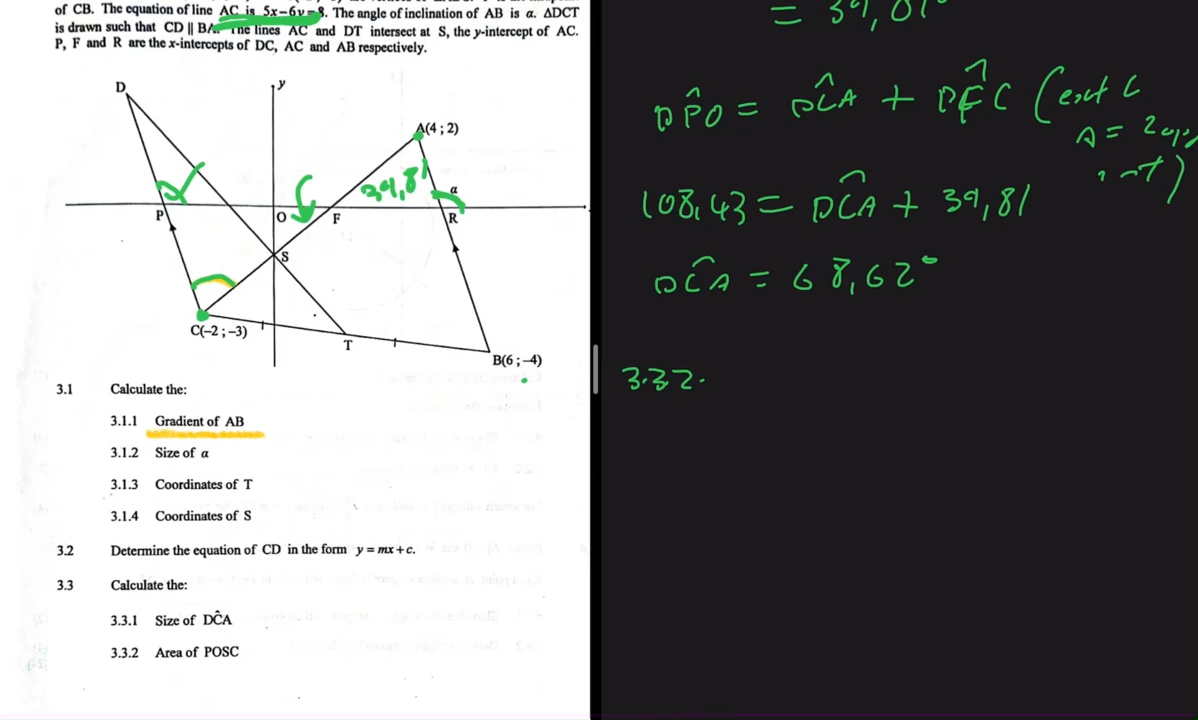 of CB. The equation of line AC is 5x−6y=8. The angle of inclination of AB is α. ADCT
is drawn such that CD || BA. The lines AC and DT intersect at S, the y-intercept of AC.
P, F and R are the x-intercepts of DC, AC and AB respectively.
D
y
A(4 ; 2)
39,81
α
P
O
F
R
S
C(−2 ; −3)
T
B(6 ; −4)
3.1 Calculate the:
3.1.1 Gradient of AB
3.1.2 Size of α
3.1.3 Coordinates of T
3.1.4 Coordinates of S
3.2 Determine the equation of CD in the form y = mx + c.
3.3 Calculate the:
3.3.1 Size of DĈA
3.3.2 Area of POSC
= 39,81°
DP̂O = DĈA + PF̂C (ext ∠
Δ = 2 opp
int)
108,43 = DĈA + 39,81
DĈA = 68,62°
3.3.2.